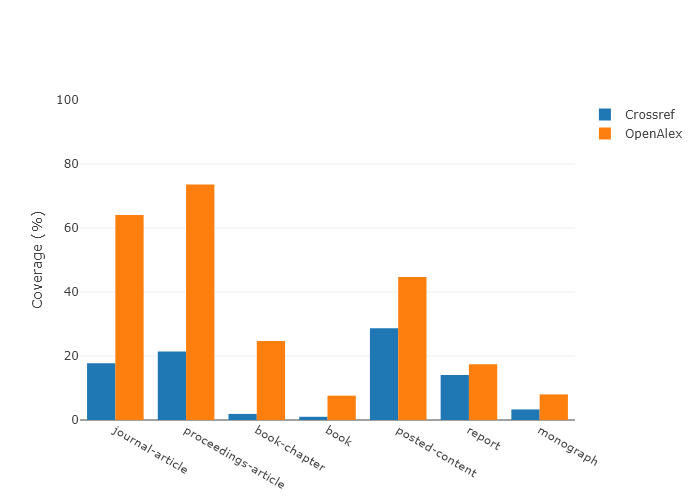 100
80
60
40
20
0
Coverage (%)
journal-article
proceedings-article
book-chapter
book
posted-content
report
monograph
Crossref
OpenAlex